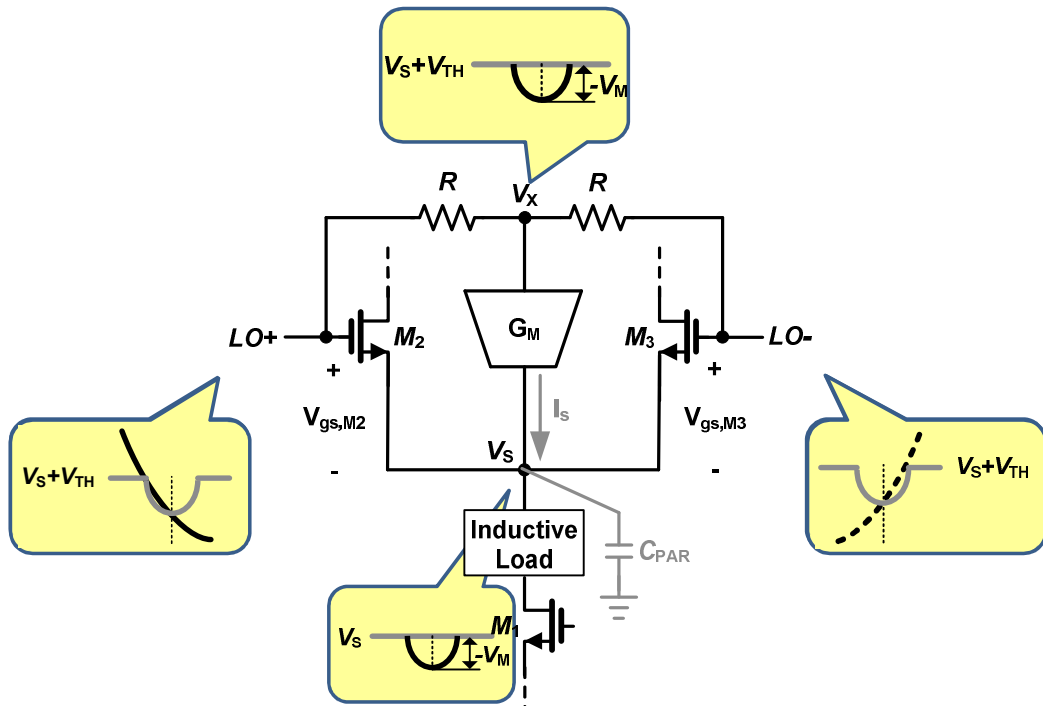 VS+VTH
-VM
R
VX
R
LO+
M2
GM
M3
LO-
+
+
Vgs,M2
Is
Vgs,M3
VS+VTH
VS+VTH
-
VS
-
Inductive
Load
CPAR
VS
M1
-VM